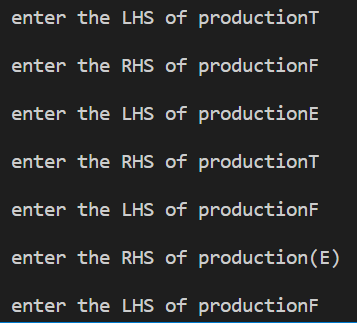 enter the LHS of productionT
enter the RHS of productionF
enter the LHS of productionE
enter the RHS of productionT
enter the LHS of productionF
enter the RHS of production(E)
enter the LHS of productionF